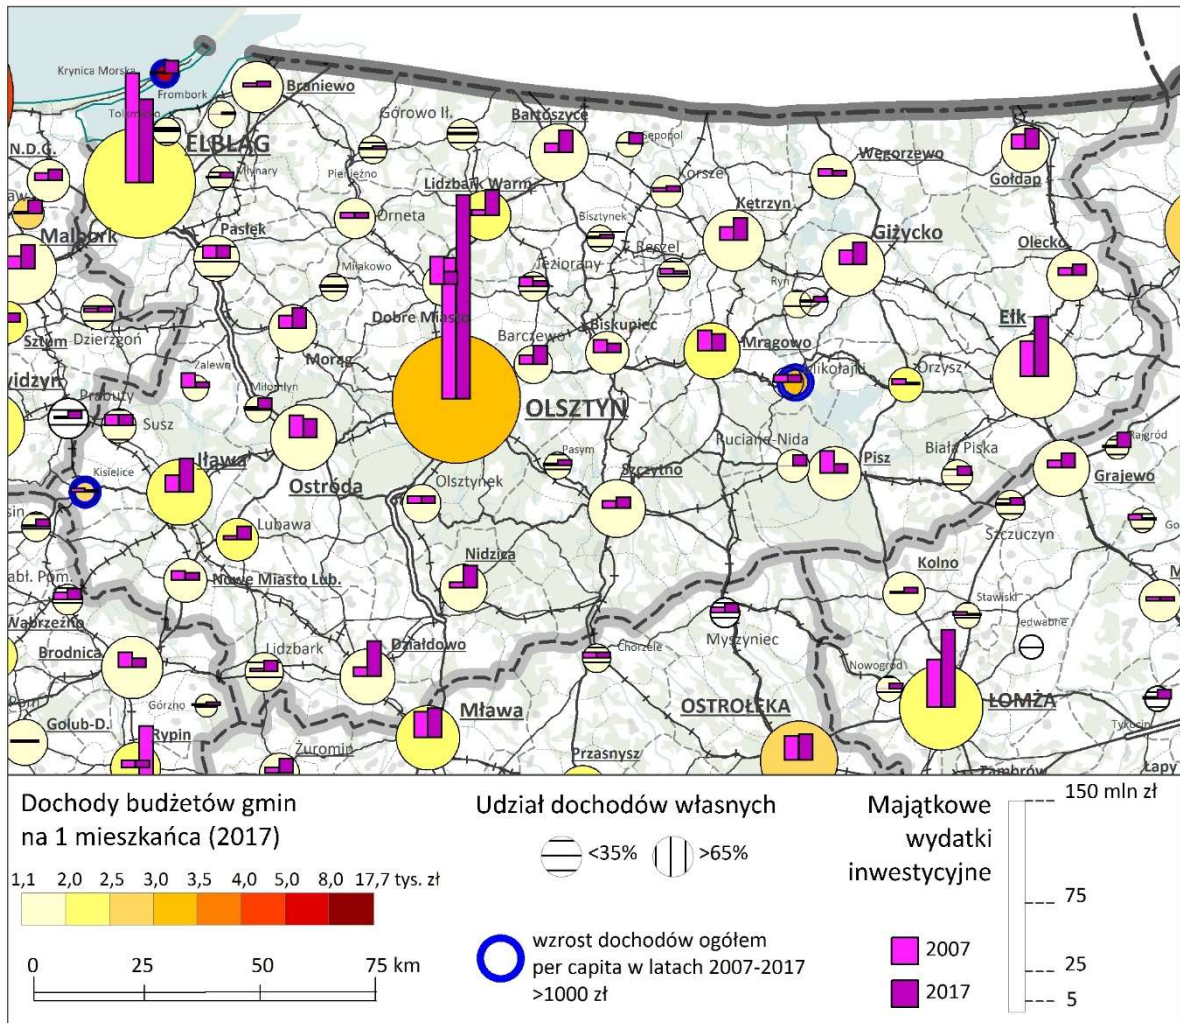 Krynica Morska
Frombork
Tolkmicko
Braniewo
Górowo Ił.
Bartoszyce
Sępopol
Węgorzewo
Gołdap
N.D.G.
ELBLĄG
Młynary
Pieniężno
Lidzbark Warm.
Korsze
Kętrzyn
Malbork
Pasłęk
Orneta
Bisztynek
Reszel
Giżycko
Olecko
Miłakowo
Jeziorany
Ryn
Sztum
Dzierzgoń
Dobre Miasto
Barczewo
Biskupiec
Mrągowo
Ełk
Morąg
Zalewo
Miłomłyn
Mikołajki
Orzysz
widzyn
Prabuty
Susz
OLSZTYN
Ruciane-Nida
Biała Piska
Rajgród
Kisielice
Iława
Ostróda
Pasym
Szczytno
Pisz
Grajewo
Olsztynek
Lubawa
Szczuczyn
Nidzica
Kolno
abł. Pom.
Nowe Miasto Lub.
Stawiski
Wąbrzeźno
Myszyniec
Jedwabne
Brodnica
Lidzbark
Działdowo
Chorzele
Nowogród
Górzno
OSTROŁĘKA
ŁOMŻA
Golub-D.
Mława
Tykocin
Rypin
Żuromin
Przasnysz
Zambrów
Łapy
Dochody budżetów gmin
na 1 mieszkańca (2017)
1,1 2,0 2,5 3,0 3,5 4,0 5,0 8,0 17,7 tys. zł
0 25 50 75 km
Udział dochodów własnych
<35% >65%
wzrost dochodów ogółem
per capita w latach 2007-2017
>1000 zł
Majątkowe
wydatki
inwestycyjne
2007
2017
150 mln zł
75
25
5